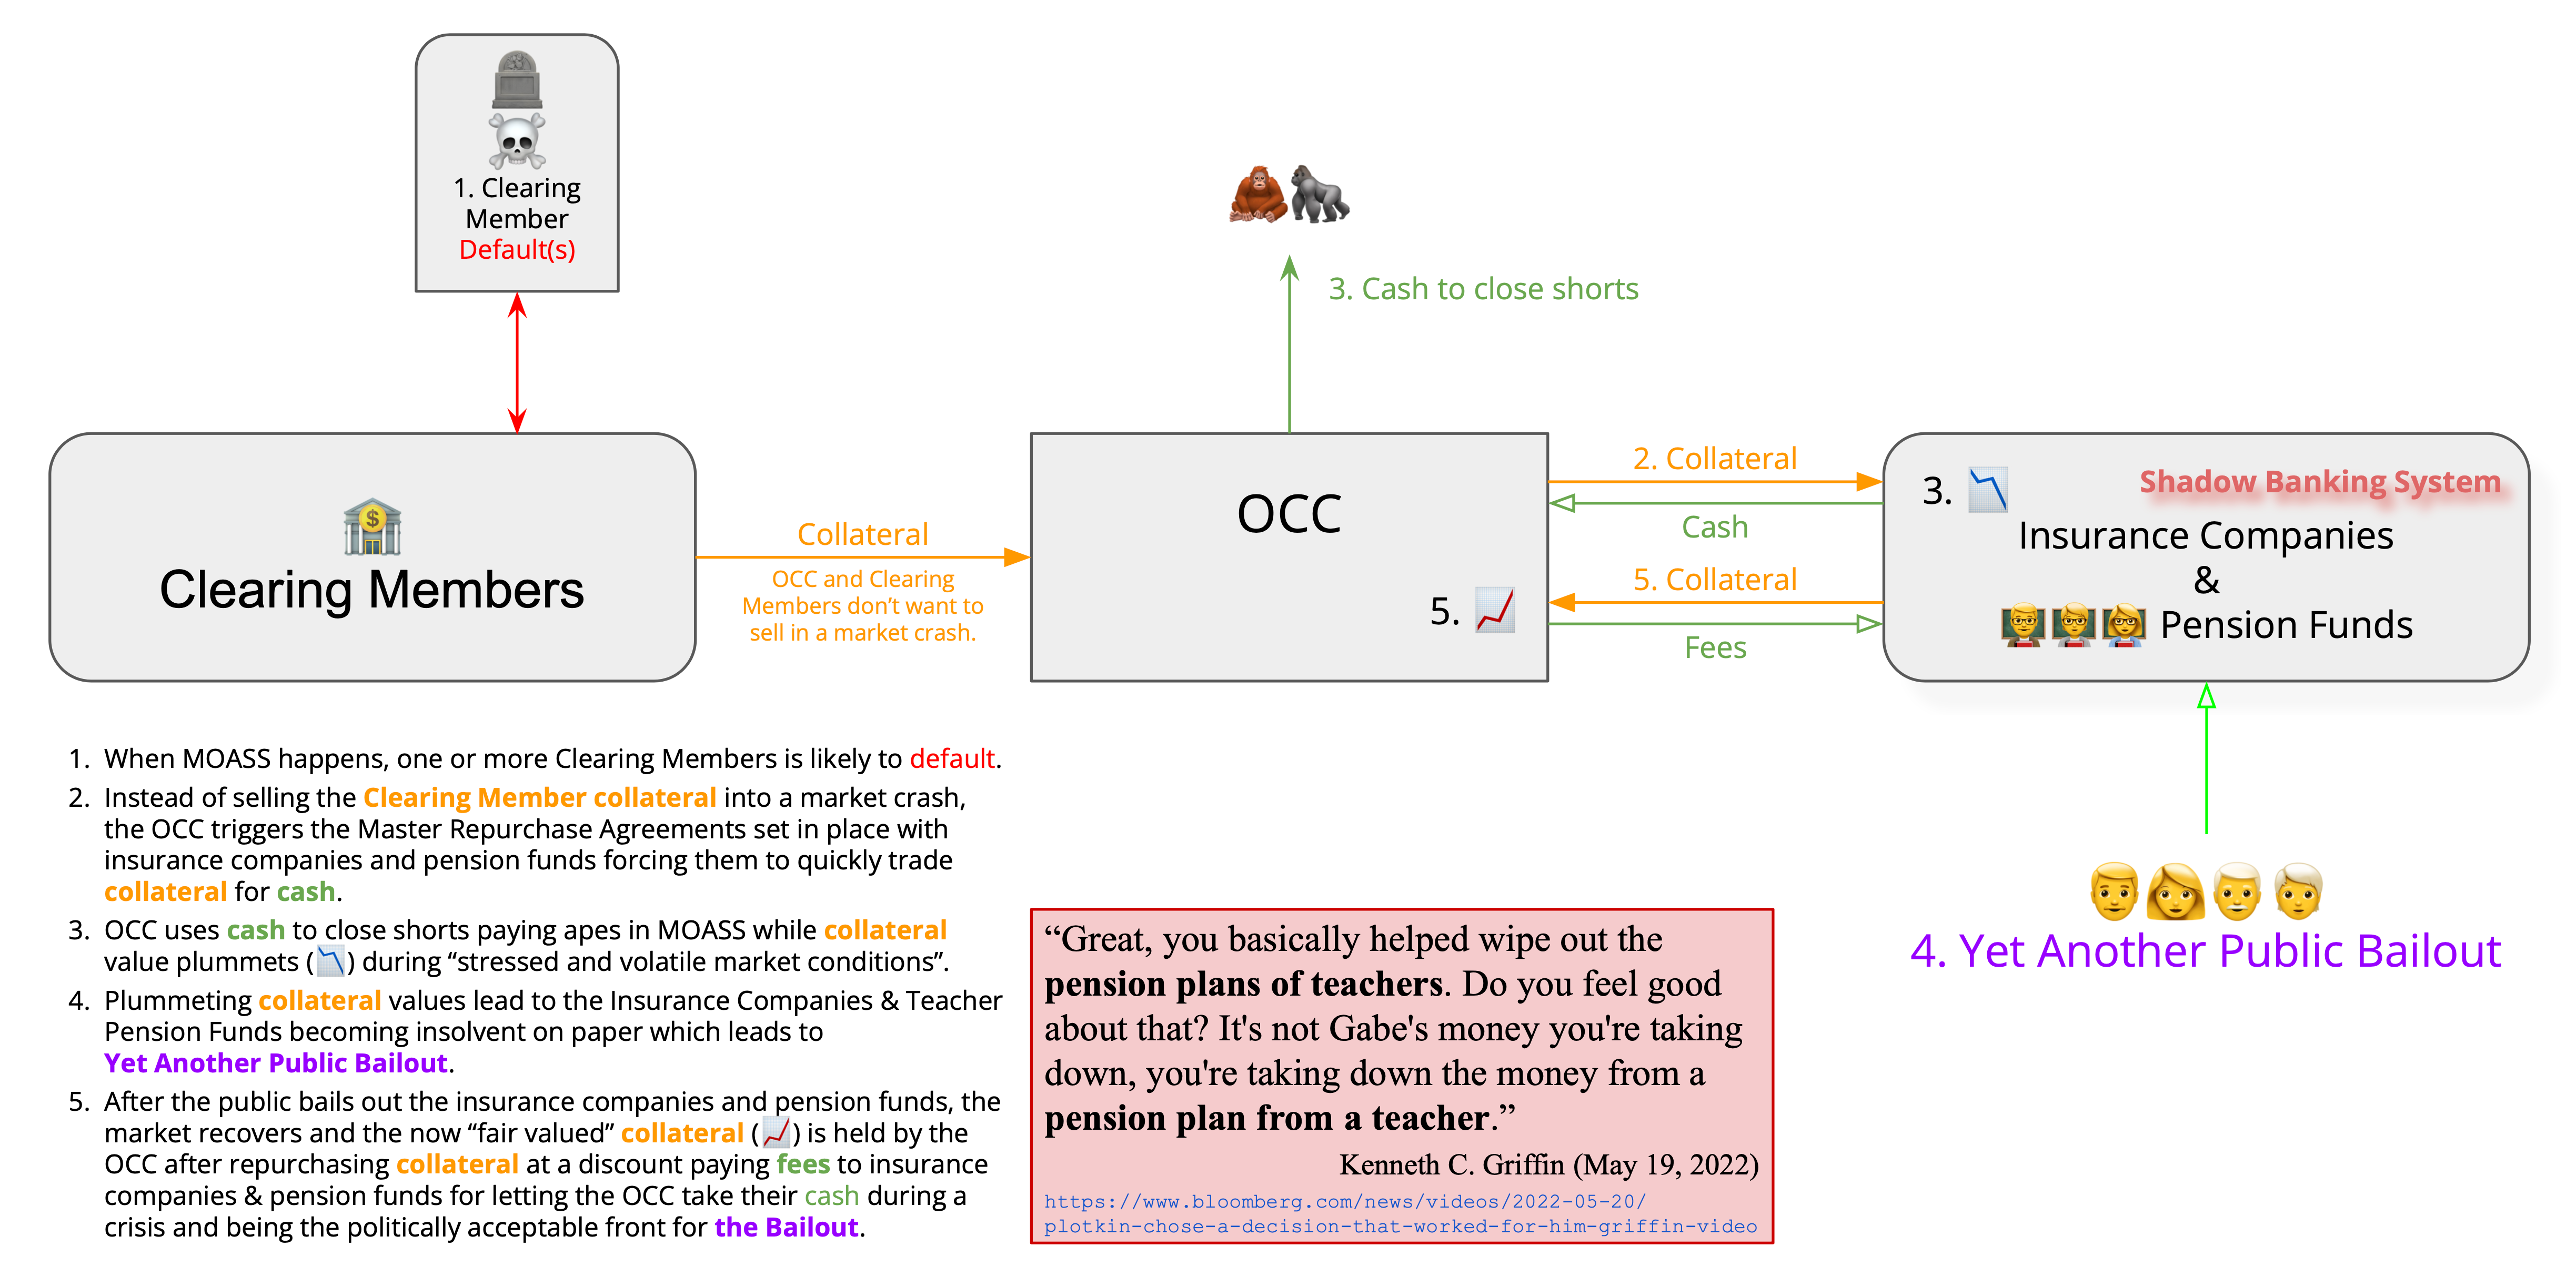 1. Clearing
Member
Default(s)
3. Cash to close shorts
Clearing Members
Collateral
OCC and Clearing
Members don’t want to
sell in a market crash.
OCC
5.
2. Collateral
Cash
5. Collateral
Fees
3.
Shadow Banking System
Insurance Companies
&
Pension Funds
4. Yet Another Public Bailout
1. When MOASS happens, one or more Clearing Members is likely to default.
2. Instead of selling the Clearing Member collateral into a market crash,
the OCC triggers the Master Repurchase Agreements set in place with
insurance companies and pension funds forcing them to quickly trade
collateral for cash.
3. OCC uses cash to close shorts paying apes in MOASS while collateral
value plummets (📉) during “stressed and volatile market conditions”.
4. Plummeting collateral values lead to the Insurance Companies & Teacher
Pension Funds becoming insolvent on paper which leads to
Yet Another Public Bailout.
5. After the public bails out the insurance companies and pension funds, the
market recovers and the now “fair valued” collateral (📈) is held by the
OCC after repurchasing collateral at a discount paying fees to insurance
companies & pension funds for letting the OCC take their cash during a
crisis and being the politically acceptable front for the Bailout.
“Great, you basically helped wipe out the
pension plans of teachers. Do you feel good
about that? It's not Gabe's money you're taking
down, you're taking down the money from a
pension plan from a teacher.”
Kenneth C. Griffin (May 19, 2022)
https://www.bloomberg.com/news/videos/2022-05-20/
plotkin-chose-a-decision-that-worked-for-him-griffin-video